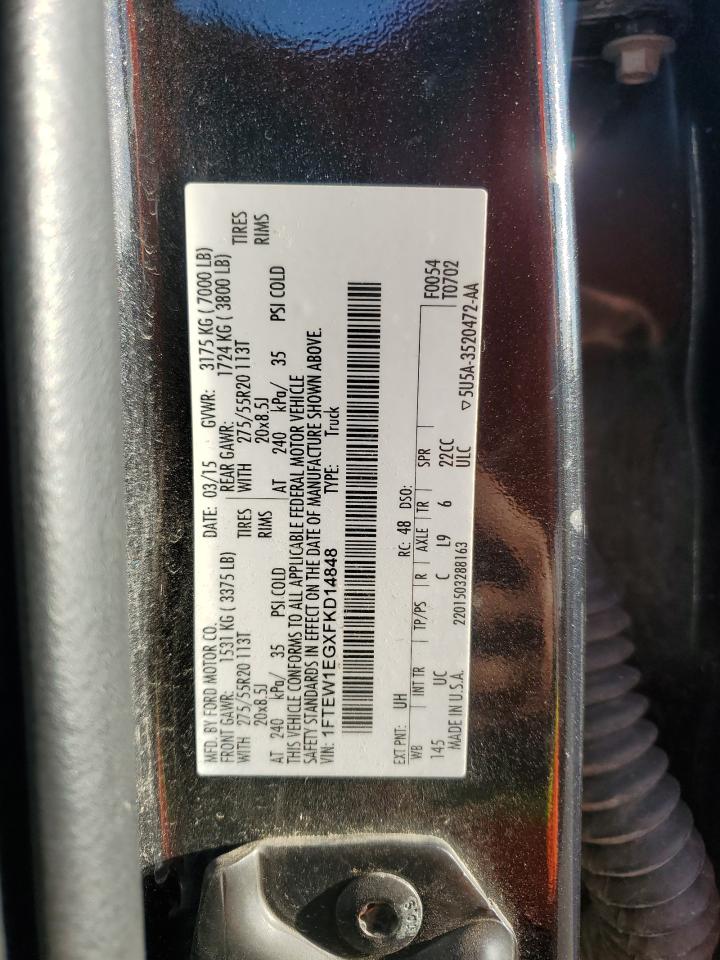 MFD. BY FORD MOTOR CO. DATE: 03/15 GVWR: 3175 KG ( 7000 LB)
FRONT GAWR: 1531 KG ( 3375 LB) REAR GAWR: 1724 KG ( 3800 LB)
WITH 275/55R20 113T TIRES WITH 275/55R20 113T TIRES
20x8.5J RIMS 20x8.5J RIMS
AT 240 kPa/ 35 PSI COLD AT 240 kPa/ 35 PSI COLD
THIS VEHICLE CONFORMS TO ALL APPLICABLE FEDERAL MOTOR VEHICLE
SAFETY STANDARDS IN EFFECT ON THE DATE OF MANUFACTURE SHOWN ABOVE.
VIN: 1FTEW1EGXFKD14848 TYPE: Truck
F0054
T0702
EXT PNT: UH RC: 48 DSO:
WB INT TR TP/PS R AXLE TR SPR
145 UC C L9 6 22CC
MADE IN U.S.A. 2201503288163 ULC ▽5U5A-3520472-AA